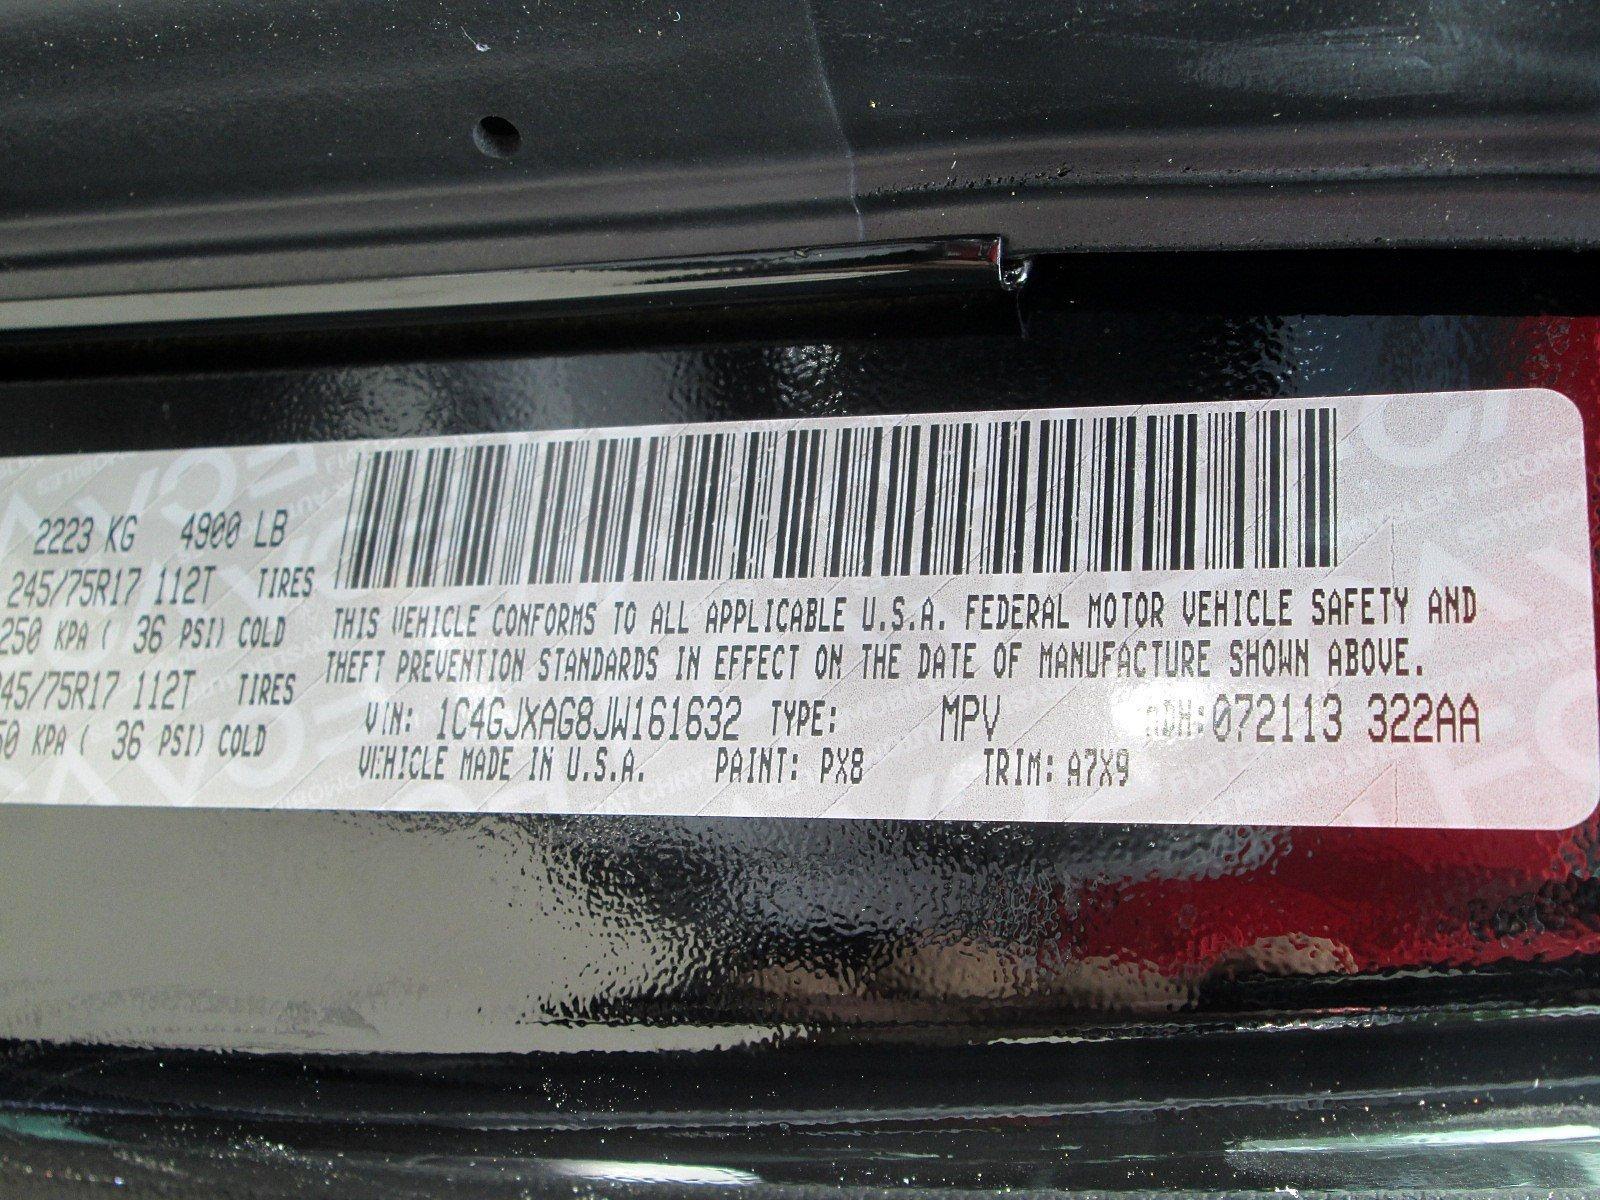 2223 KG 4900 LB
245/75R17 112T TIRES
250 KPA ( 36 PSI) COLD
245/75R17 112T TIRES
50 KPA ( 36 PSI) COLD
THIS VEHICLE CONFORMS TO ALL APPLICABLE U.S.A. FEDERAL MOTOR VEHICLE SAFETY AND
THEFT PREVENTION STANDARDS IN EFFECT ON THE DATE OF MANUFACTURE SHOWN ABOVE.
VIN: 1C4GJXAG8JW161632 TYPE: MPV MDH:072113 322AA
VEHICLE MADE IN U.S.A. PAINT: PX8 TRIM: A7X9